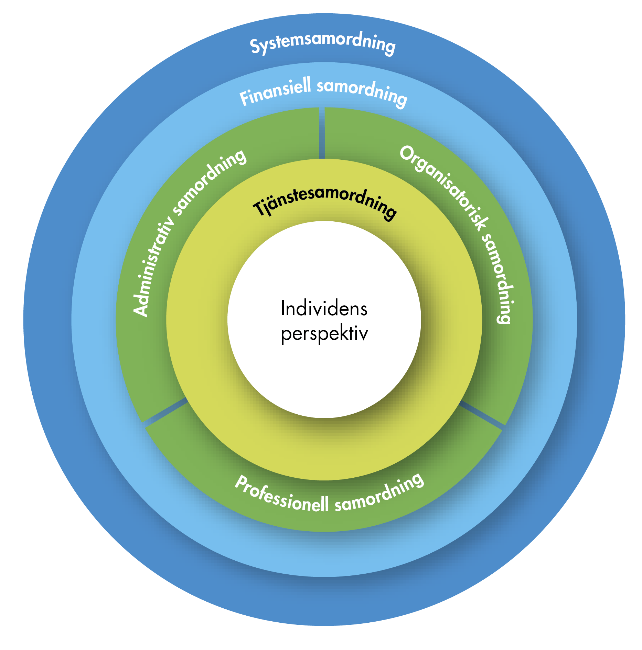 Systemsamordning
Finansiell samordning
Administrativ samordning
Organisatorisk samordning
Tjänstesamordning
Individens
perspektiv
Professionell samordning